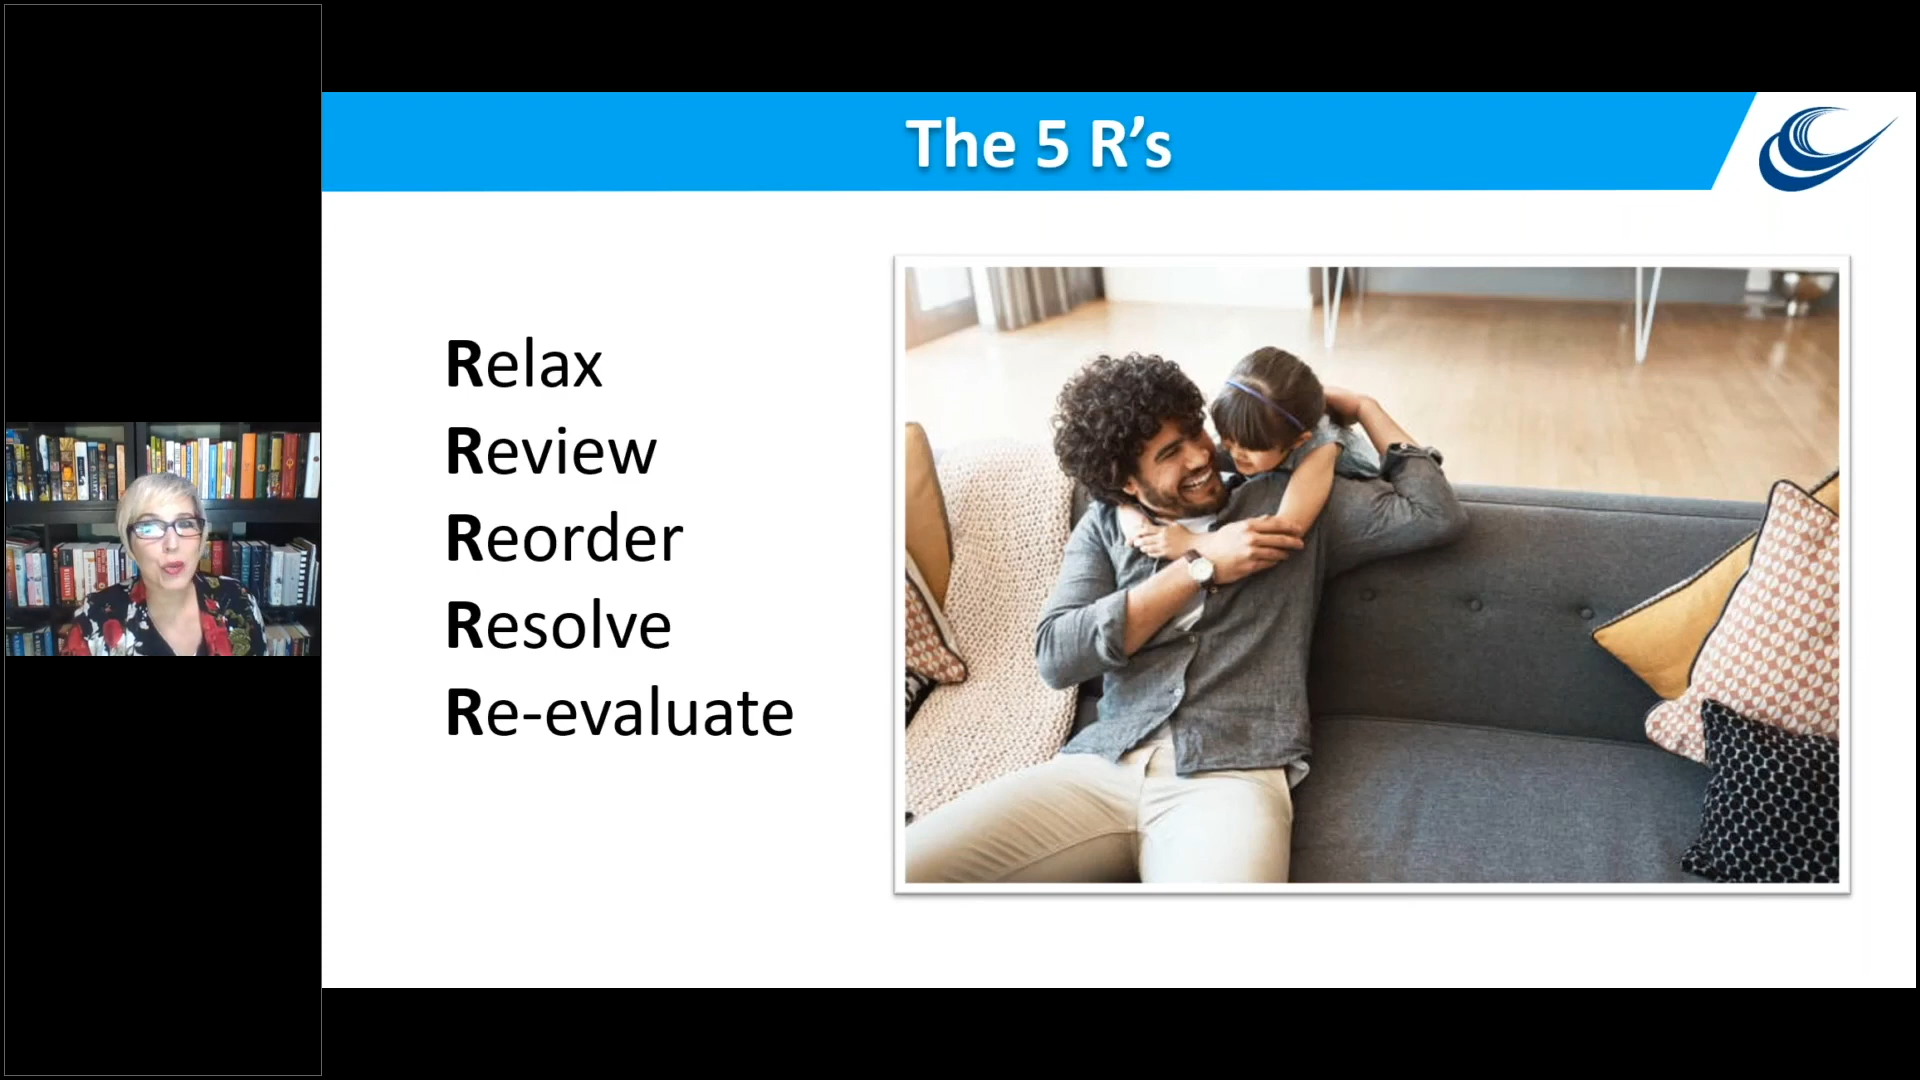 The 5 R’s
Relax
Review
Reorder
Resolve
Re-evaluate